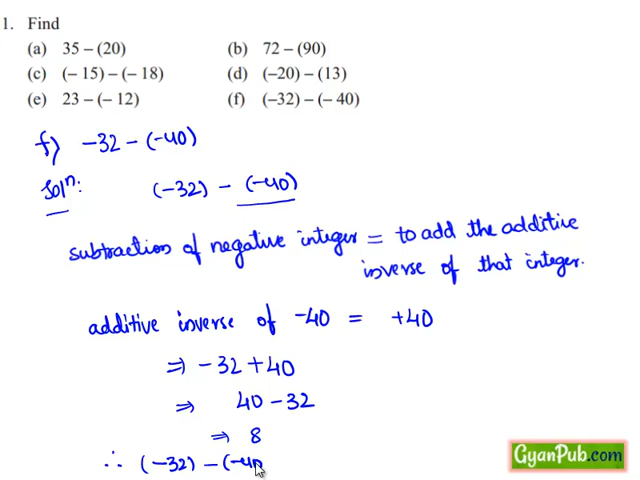 1. Find
(a) 35 – (20) (b) 72 – (90)
(c) (– 15) – (– 18) (d) (–20) – (13)
(e) 23 – (– 12) (f) (–32) – (– 40)
f) -32 - (-40)
Solⁿ: (-32) - (-40)
subtraction of negative integer = to add the additive
inverse of that integer.
additive inverse of -40 = +40
⇒ -32 + 40
⇒ 40 - 32
⇒ 8
∴ (-32) - (-40
GyanPub.com